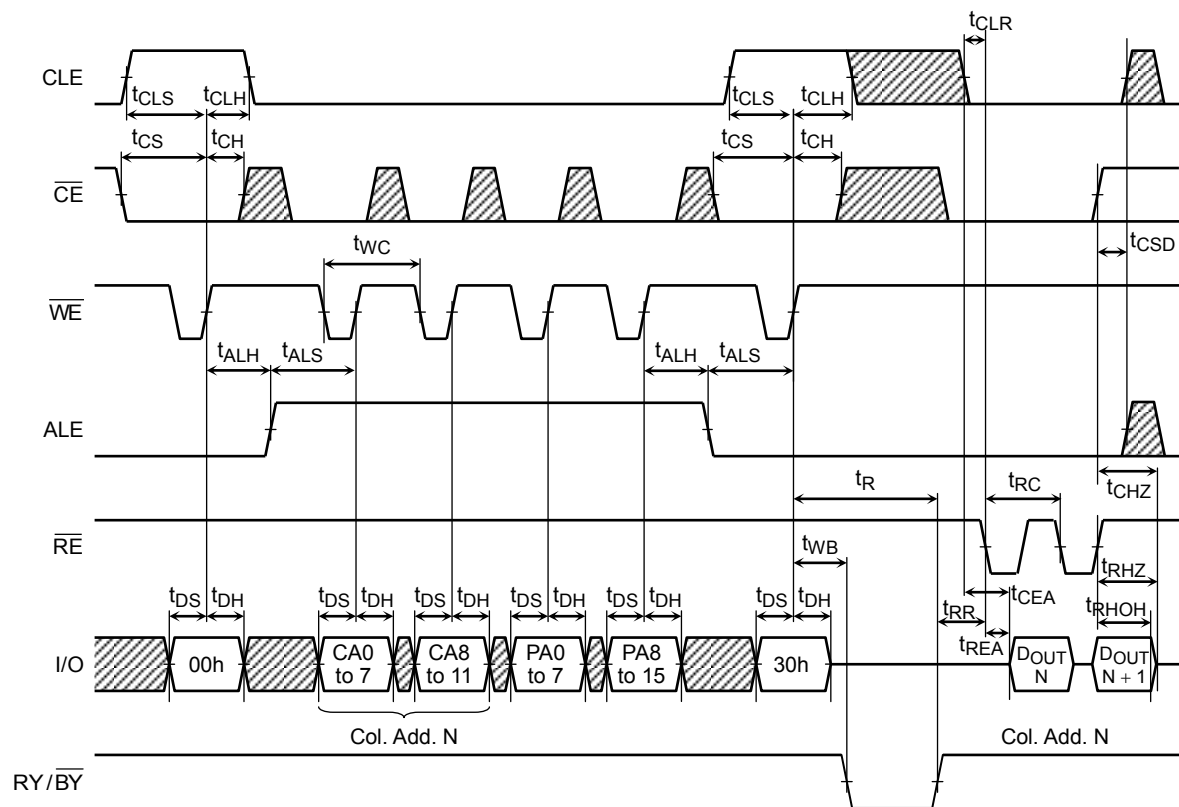 tCLR
CLE
tCLS tCLH tCLS tCLH
tCS tCH tCS tCH
CE
tWC tCSD
WE
tALH tALS tALH tALS
ALE
tR tRC tCHZ
RE
tWB tRHZ
tDS tDH tDS tDH tDS tDH tDS tDH tDS tDH tDS tDH tRR tCEA tRHOH
tREA
I/O 00h CA0 to 7 CA8 to 11 PA0 to 7 PA8 to 15 30h DOUT N DOUT N + 1
Col. Add. N Col. Add. N
RY/BY